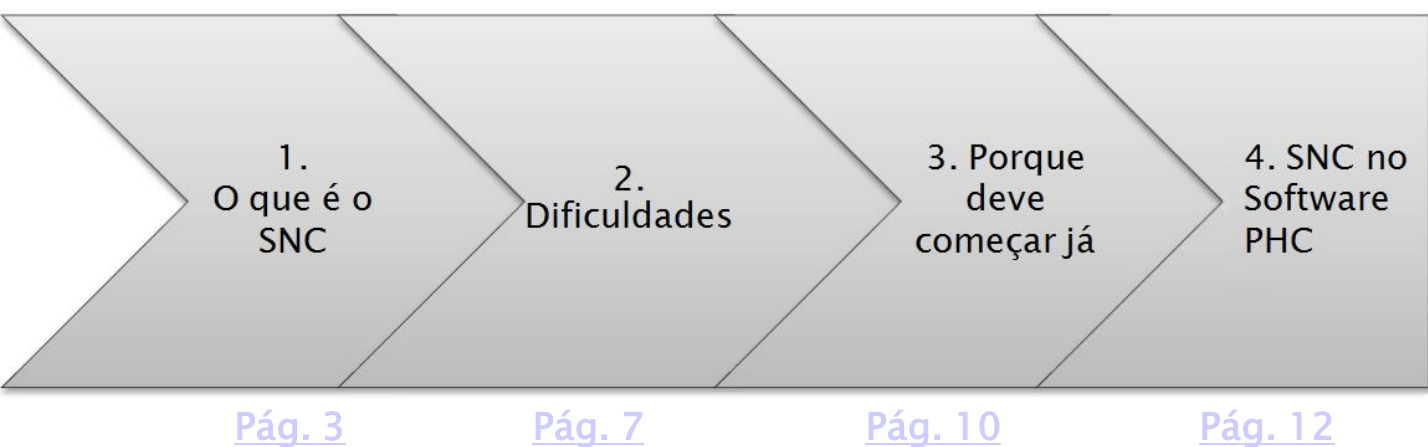 1.
O que é o
SNC
2.
Dificuldades
3. Porque
deve
começar já
4. SNC no
Software
PHC
Pág. 3
Pág. 7
Pág. 10
Pág. 12